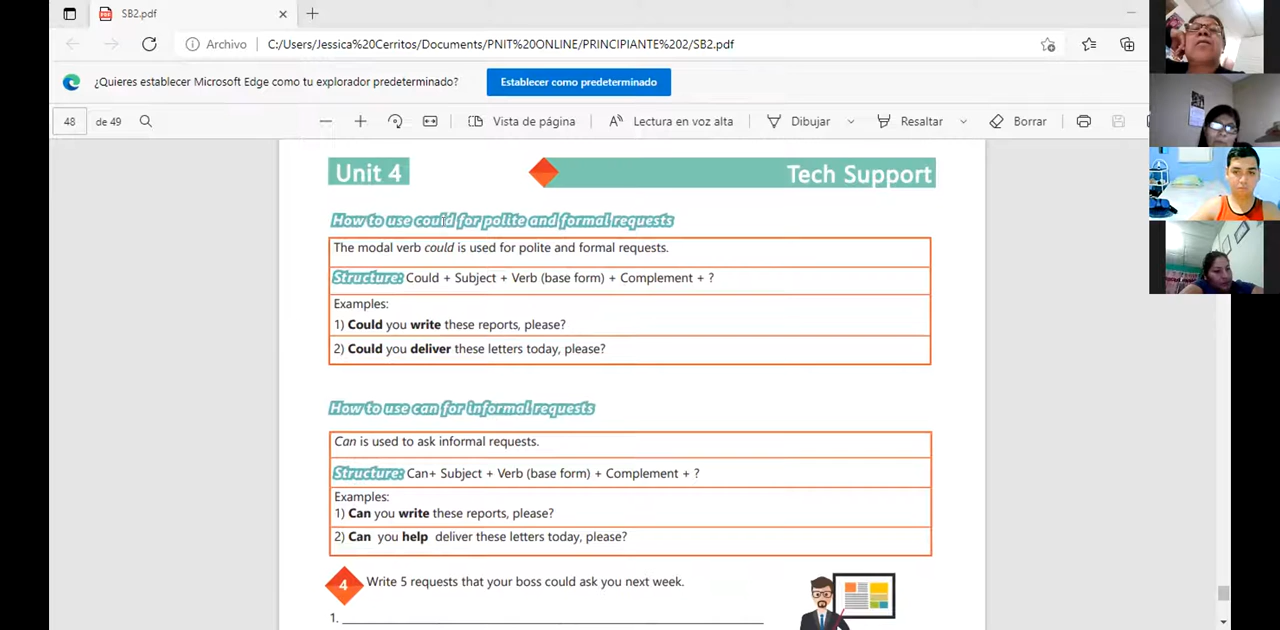 SB2.pdf
Archivo C:/Users/Jessica%20Cerritos/Documents/PNIT%20ONLINE/PRINCIPIANTE%202/SB2.pdf
¿Quieres establecer Microsoft Edge como tu explorador predeterminado? Establecer como predeterminado
48 de 49 Vista de página Lectura en voz alta Dibujar Resaltar Borrar
Unit 4 Tech Support
How to use could for polite and formal requests
The modal verb could is used for polite and formal requests.
Structure: Could + Subject + Verb (base form) + Complement + ?
Examples:
1) Could you write these reports, please?
2) Could you deliver these letters today, please?
How to use can for informal requests
Can is used to ask informal requests.
Structure: Can+ Subject + Verb (base form) + Complement + ?
Examples:
1) Can you write these reports, please?
2) Can you help deliver these letters today, please?
4 Write 5 requests that your boss could ask you next week.
1.